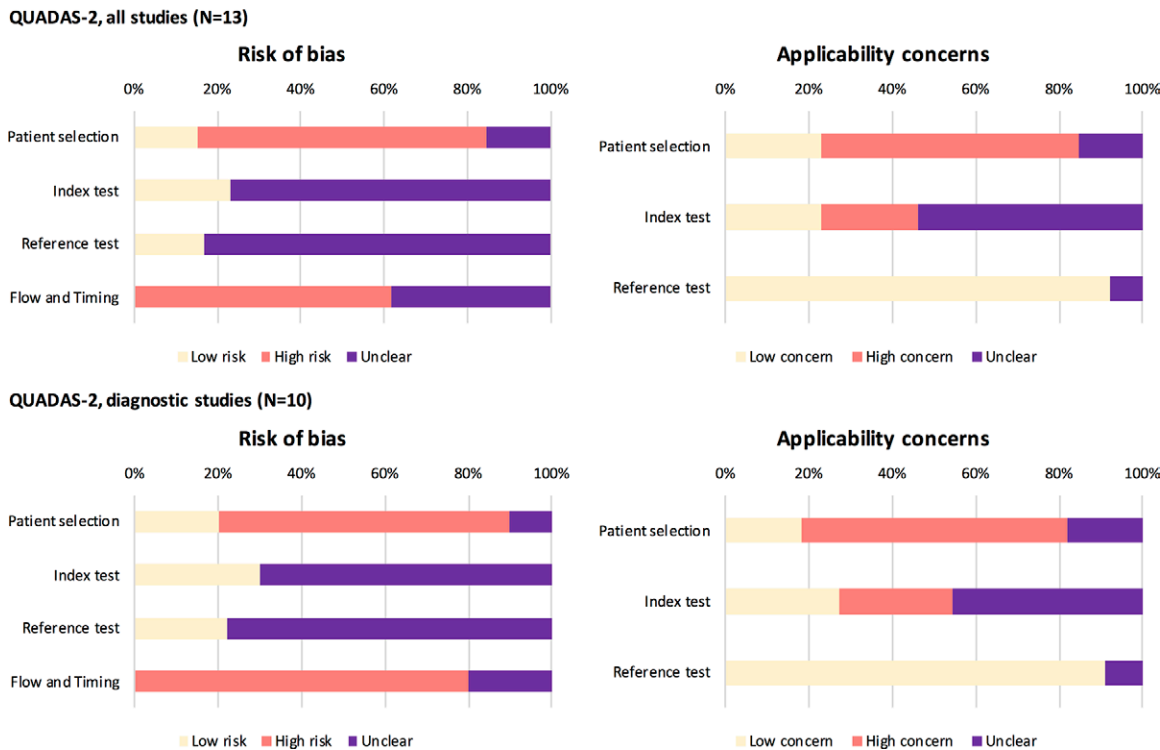 QUADAS-2, all studies (N=13)
Risk of bias
0% 20% 40% 60% 80% 100%
Patient selection
Index test
Reference test
Flow and Timing
Low risk High risk Unclear
Applicability concerns
0% 20% 40% 60% 80% 100%
Patient selection
Index test
Reference test
Low concern High concern Unclear
QUADAS-2, diagnostic studies (N=10)
Risk of bias
0% 20% 40% 60% 80% 100%
Patient selection
Index test
Reference test
Flow and Timing
Low risk High risk Unclear
Applicability concerns
0% 20% 40% 60% 80% 100%
Patient selection
Index test
Reference test
Low concern High concern Unclear